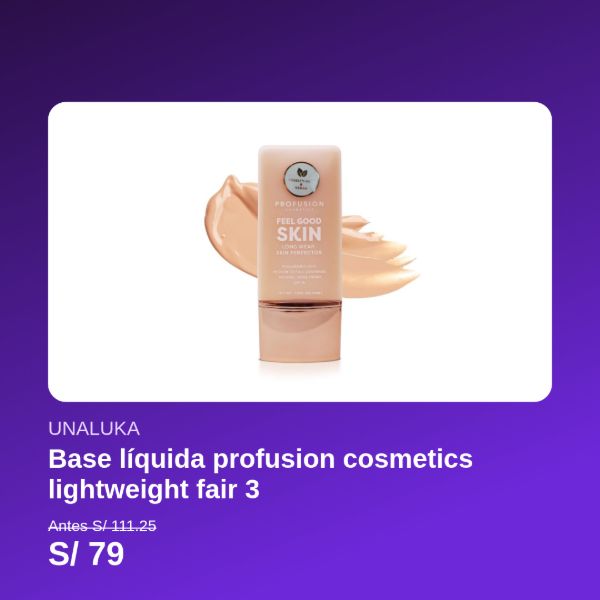 PROFUSION
COSMETICS
FEEL GOOD
SKIN
LONG WEAR
SKIN PERFECTOR
UNALUKA
Base líquida profusion cosmetics
lightweight fair 3
Antes S/ 111.25
S/ 79